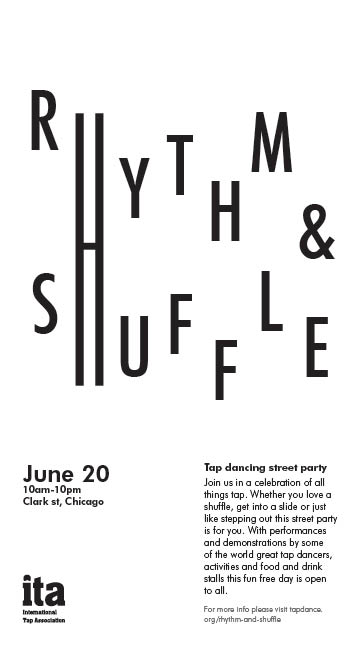 RHYTHM &
SHUFFLE
June 20
10am-10pm
Clark st, Chicago
Tap dancing street party
Join us in a celebration of all
things tap. Whether you love a
shuffle, get into a slide or just
like stepping out this street party
is for you. With performances
and demonstrations by some
of the world great tap dancers,
activities and food and drink
stalls this fun free day is open
to all.
For more info please visit tapdance.
org/rhythm-and-shuffle
ita
International
Tap Association